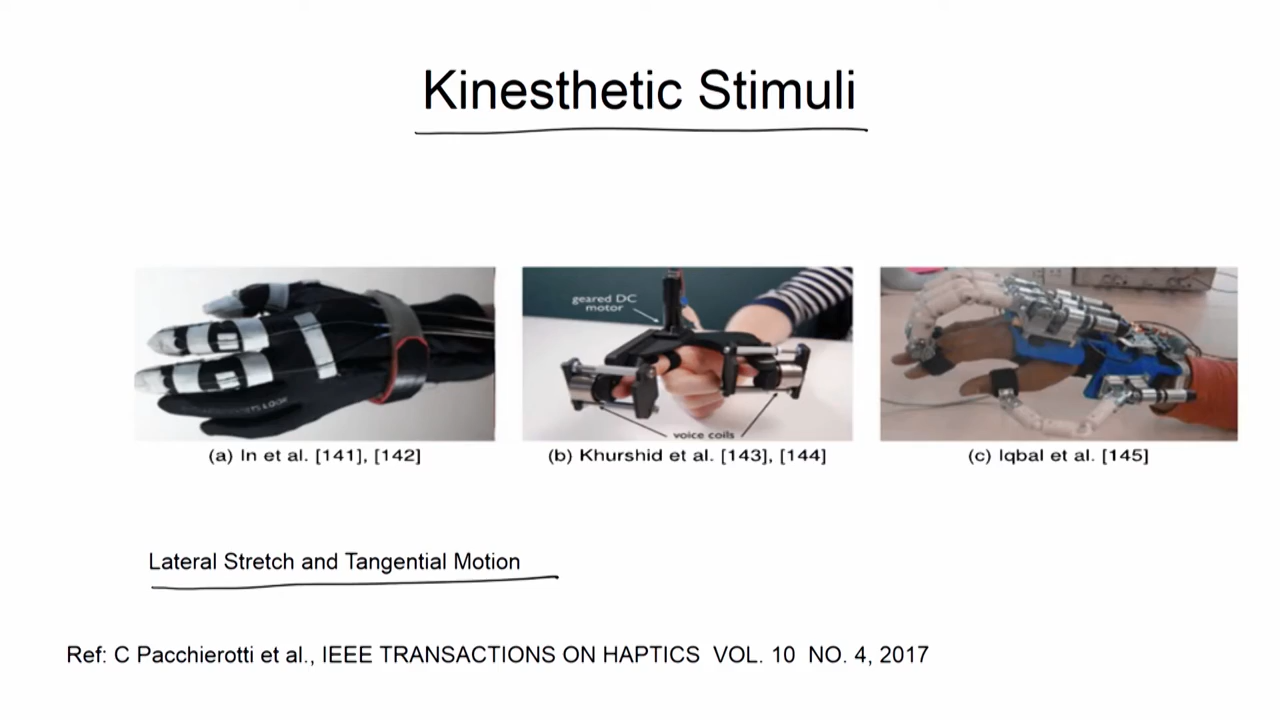 Kinesthetic Stimuli
geared DC
motor
voice coils
(a) In et al. [141], [142]
(b) Khurshid et al. [143], [144]
(c) Iqbal et al. [145]
Lateral Stretch and Tangential Motion
Ref: C Pacchierotti et al., IEEE TRANSACTIONS ON HAPTICS VOL. 10 NO. 4, 2017